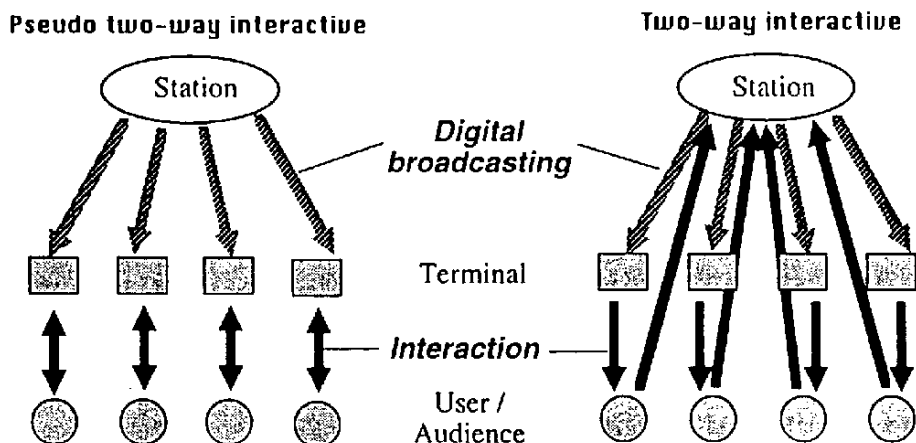 Pseudo two-way interactive
Two-way interactive
Station
Station
Digital
broadcasting
Terminal
Interaction
User /
Audience